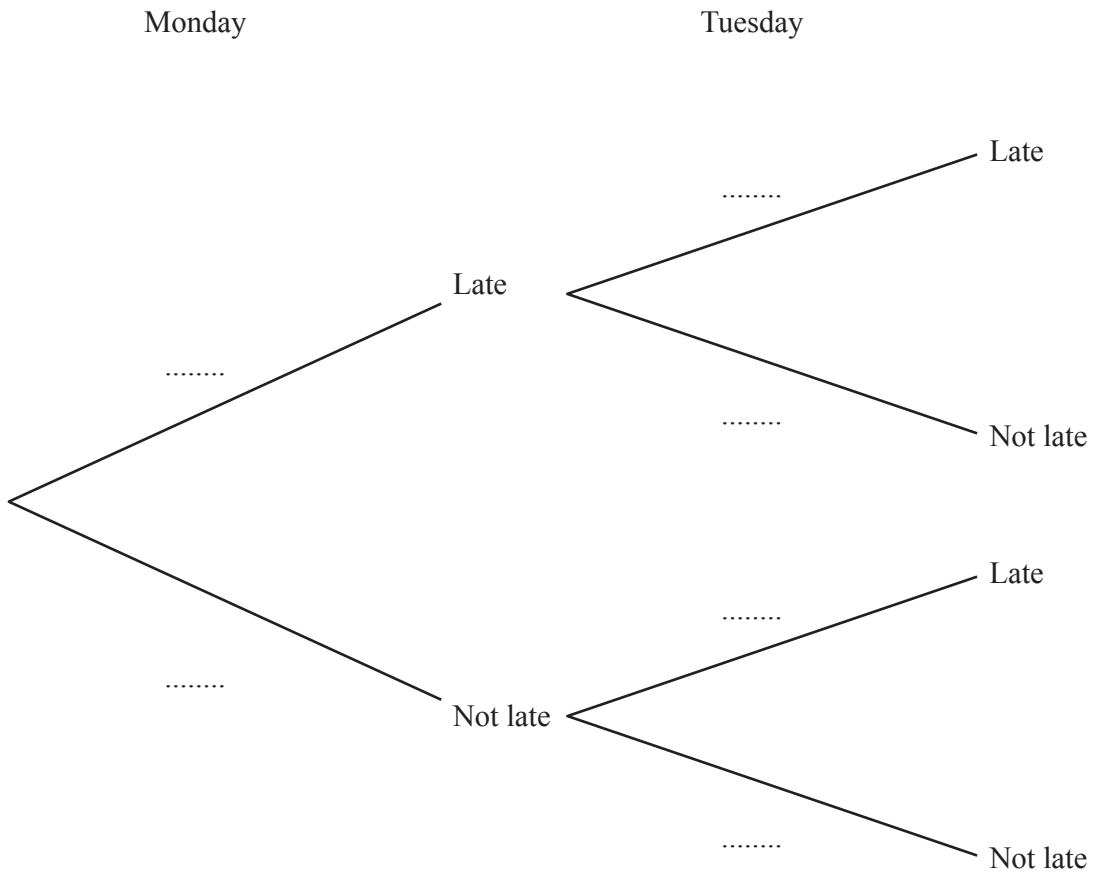 Monday Tuesday
Late
........
Late
........
........
Not late
Late
........
........
Not late
........
Not late